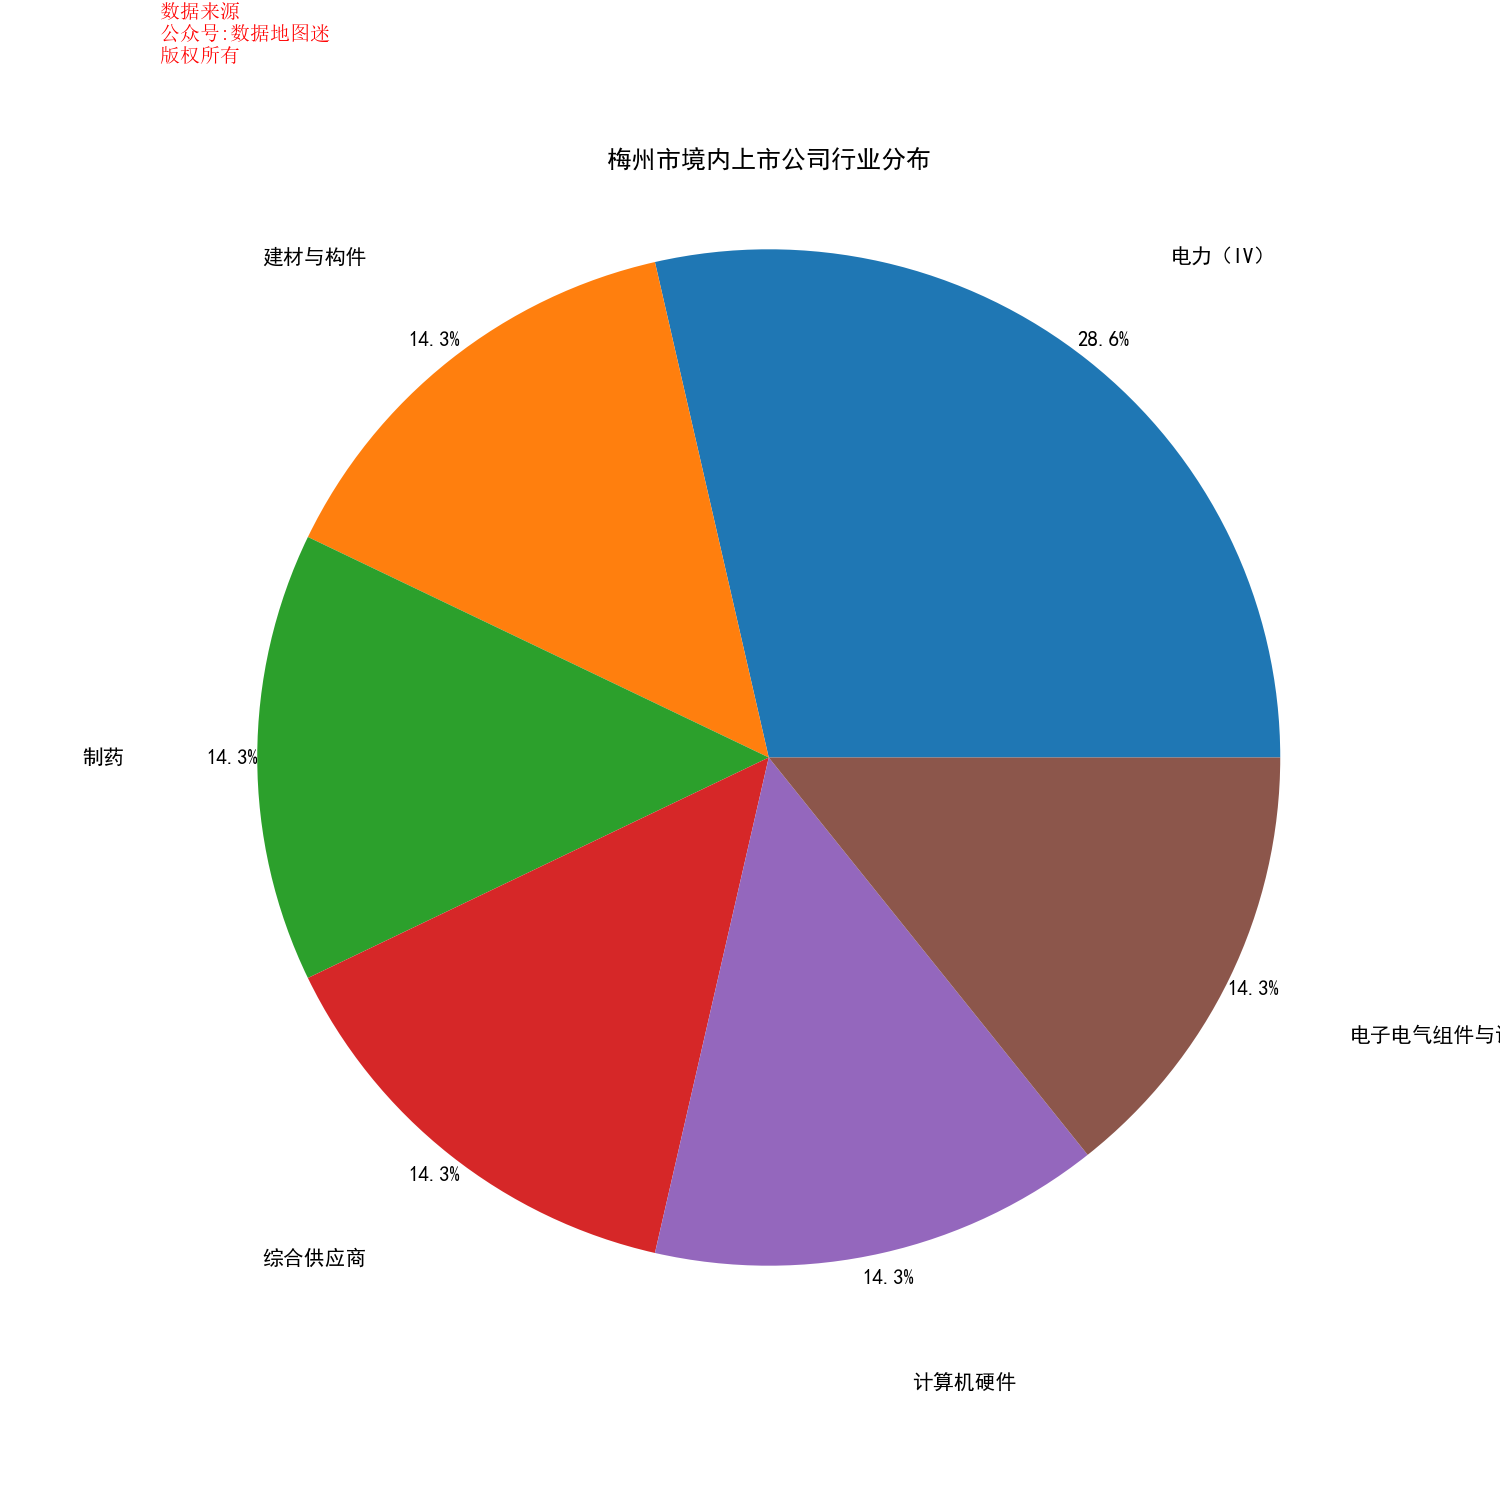 数据来源
公众号:数据地图迷
版权所有
梅州市境内上市公司行业分布
建材与构件
电力（IV）
14.3%
28.6%
制药
14.3%
14.3%
电子电气组件与
14.3%
综合供应商
14.3%
计算机硬件